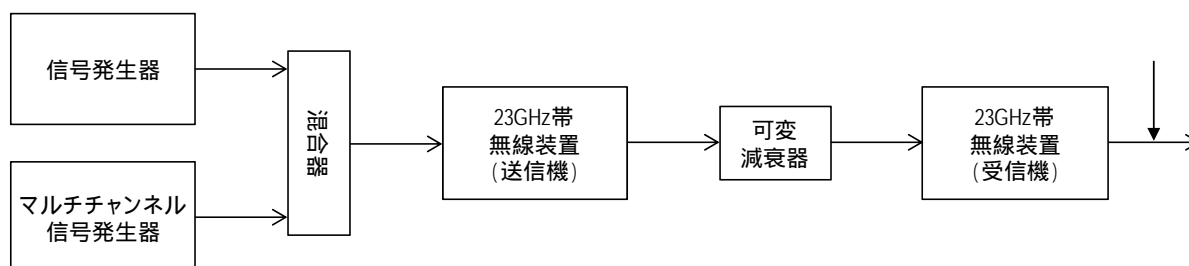 信号発生器
マルチチャンネル
信号発生器
混合器
23GHz帯
無線装置
(送信機)
可変
減衰器
23GHz帯
無線装置
(受信機)